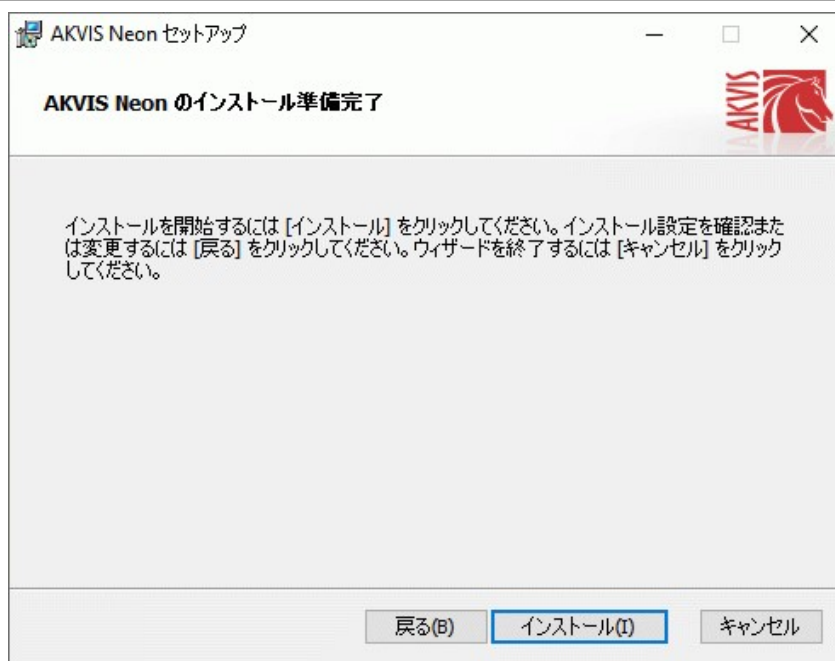 AKVIS Neon セットアップ
AKVIS Neon のインストール準備完了
AKVIS
インストールを開始するには [インストール] をクリックしてください。インストール設定を確認また
は変更するには [戻る] をクリックしてください。ウィザードを終了するには [キャンセル] をクリック
してください。
戻る(B)
インストール(I)
キャンセル